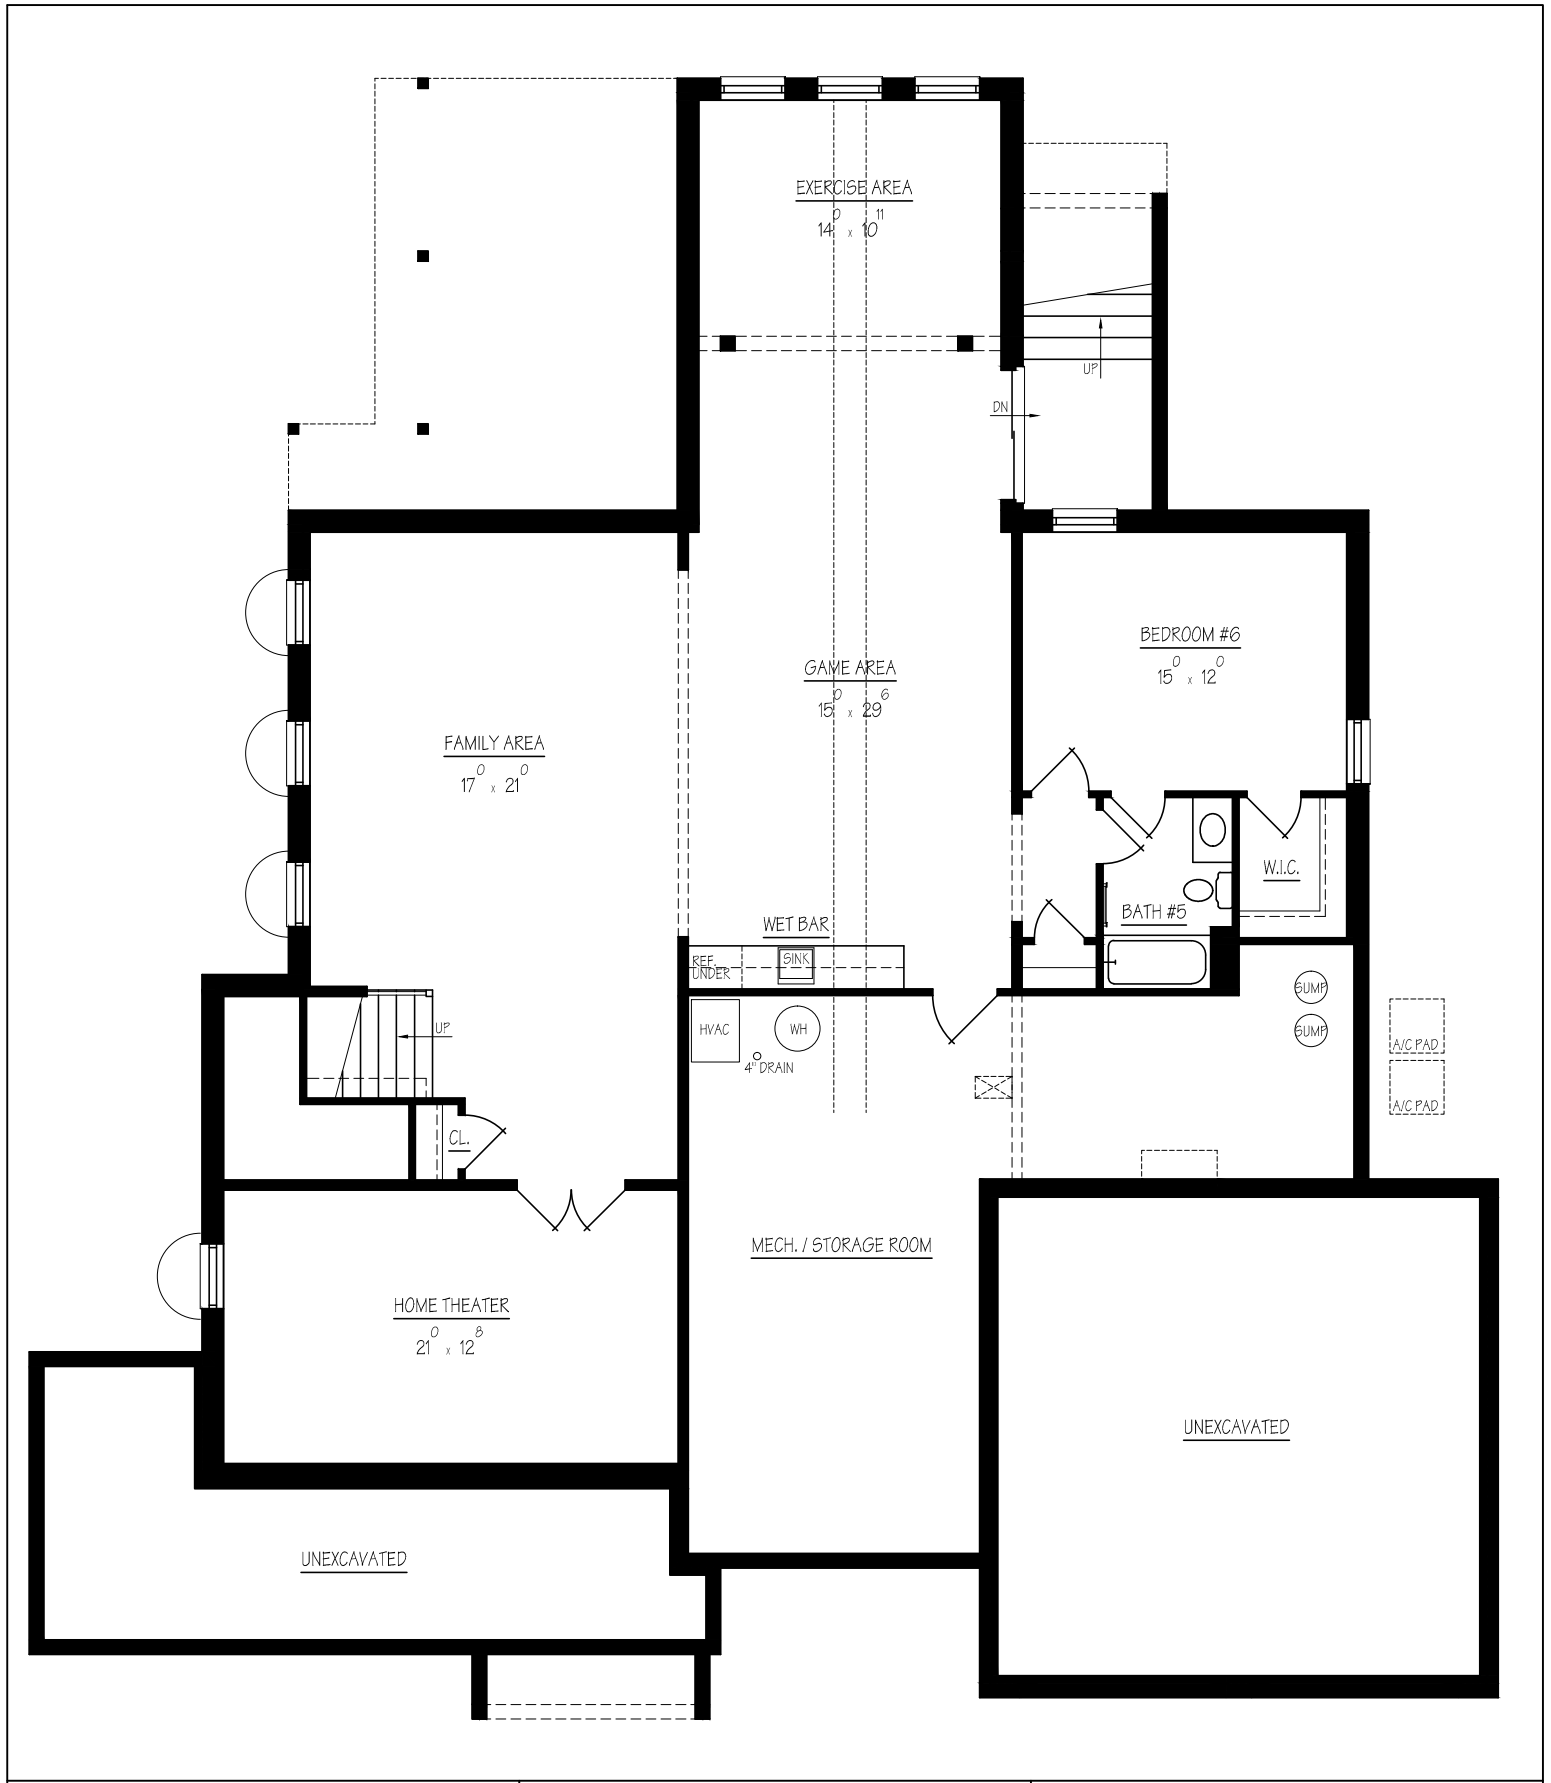 EXERCISE AREA
14⁰ x 10¹¹
UP
DN
BEDROOM #6
15⁰ x 12⁰
GAME AREA
15⁰ x 29⁶
FAMILY AREA
17⁰ x 21⁰
W.I.C.
BATH #5
WET BAR
REF.
UNDER
SINK
SUMP
SUMP
HVAC
WH
4" DRAIN
UP
A/C PAD
A/C PAD
CL.
MECH. / STORAGE ROOM
HOME THEATER
21⁰ x 12⁸
UNEXCAVATED
UNEXCAVATED